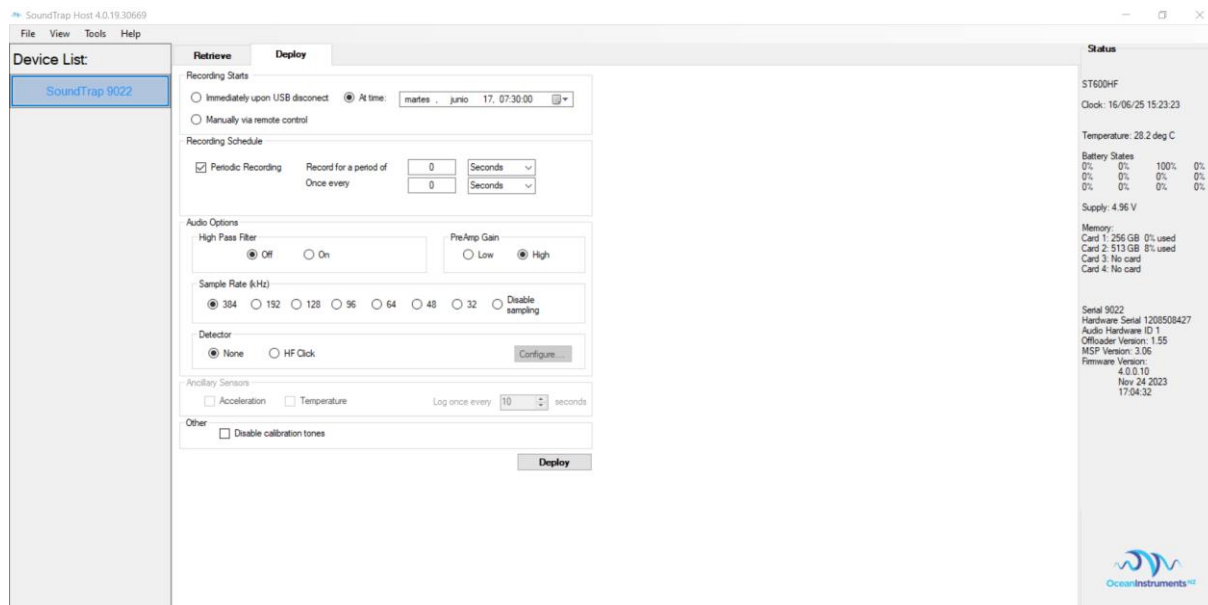 SoundTrap Host 4.0.19.30669
File View Tools Help
Device List:
SoundTrap 9022
Retrieve Deploy
Recording Starts
Immediately upon USB disconect At time: martes , junio 17, 07:30:00
Manually via remote control
Recording Schedule
Periodic Recording Record for a period of 0 Seconds
Once every 0 Seconds
Audio Options
High Pass Filter PreAmp Gain
Off On Low High
Sample Rate (kHz)
384 192 128 96 64 48 32 Disable sampling
Detector
None HF Click Configure...
Ancillary Sensors
Acceleration Temperature Log once every 10 seconds
Other
Disable calibration tones
Deploy
Status
ST600HF
Clock: 16/06/25 15:23:23
Temperature: 28.2 deg C
Battery States
0% 0% 100% 0%
0% 0% 0% 0%
0% 0% 0% 0%
Supply: 4.96 V
Memory:
Card 1: 256 GB 0% used
Card 2: 513 GB 8% used
Card 3: No card
Card 4: No card
Serial 9022
Hardware Serial 1208508427
Audio Hardware ID 1
Offloader Version: 1.55
MSP Version: 3.06
Firmware Version:
4.0.0.10
Nov 24 2023
17:04:32
OceanInstruments NZ